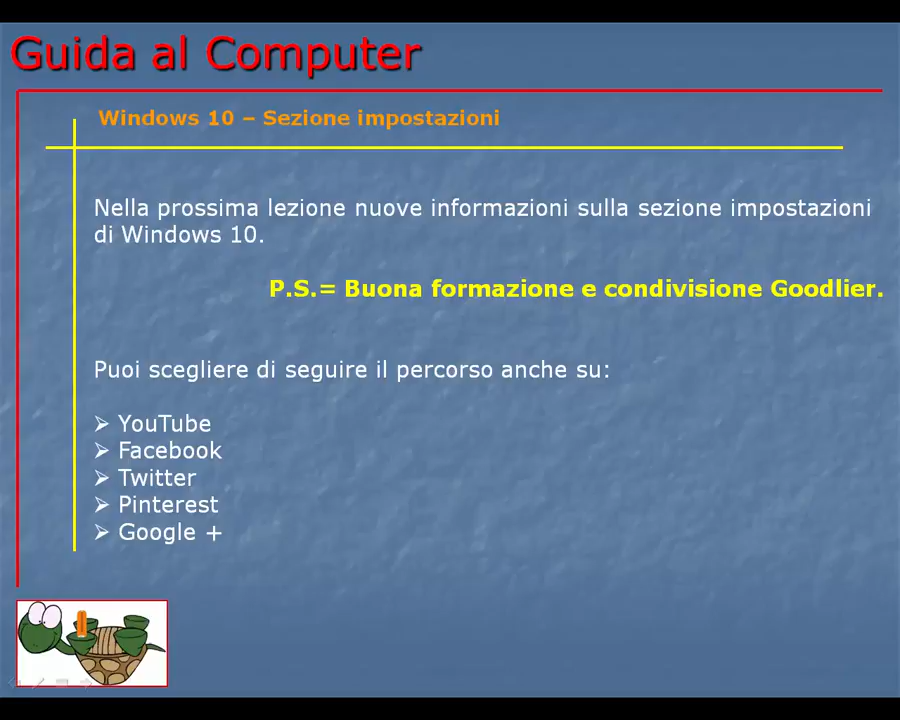 Guida al Computer
Windows 10 – Sezione impostazioni
Nella prossima lezione nuove informazioni sulla sezione impostazioni
di Windows 10.
P.S.= Buona formazione e condivisione Goodlier.
Puoi scegliere di seguire il percorso anche su:
➢ YouTube
➢ Facebook
➢ Twitter
➢ Pinterest
➢ Google +